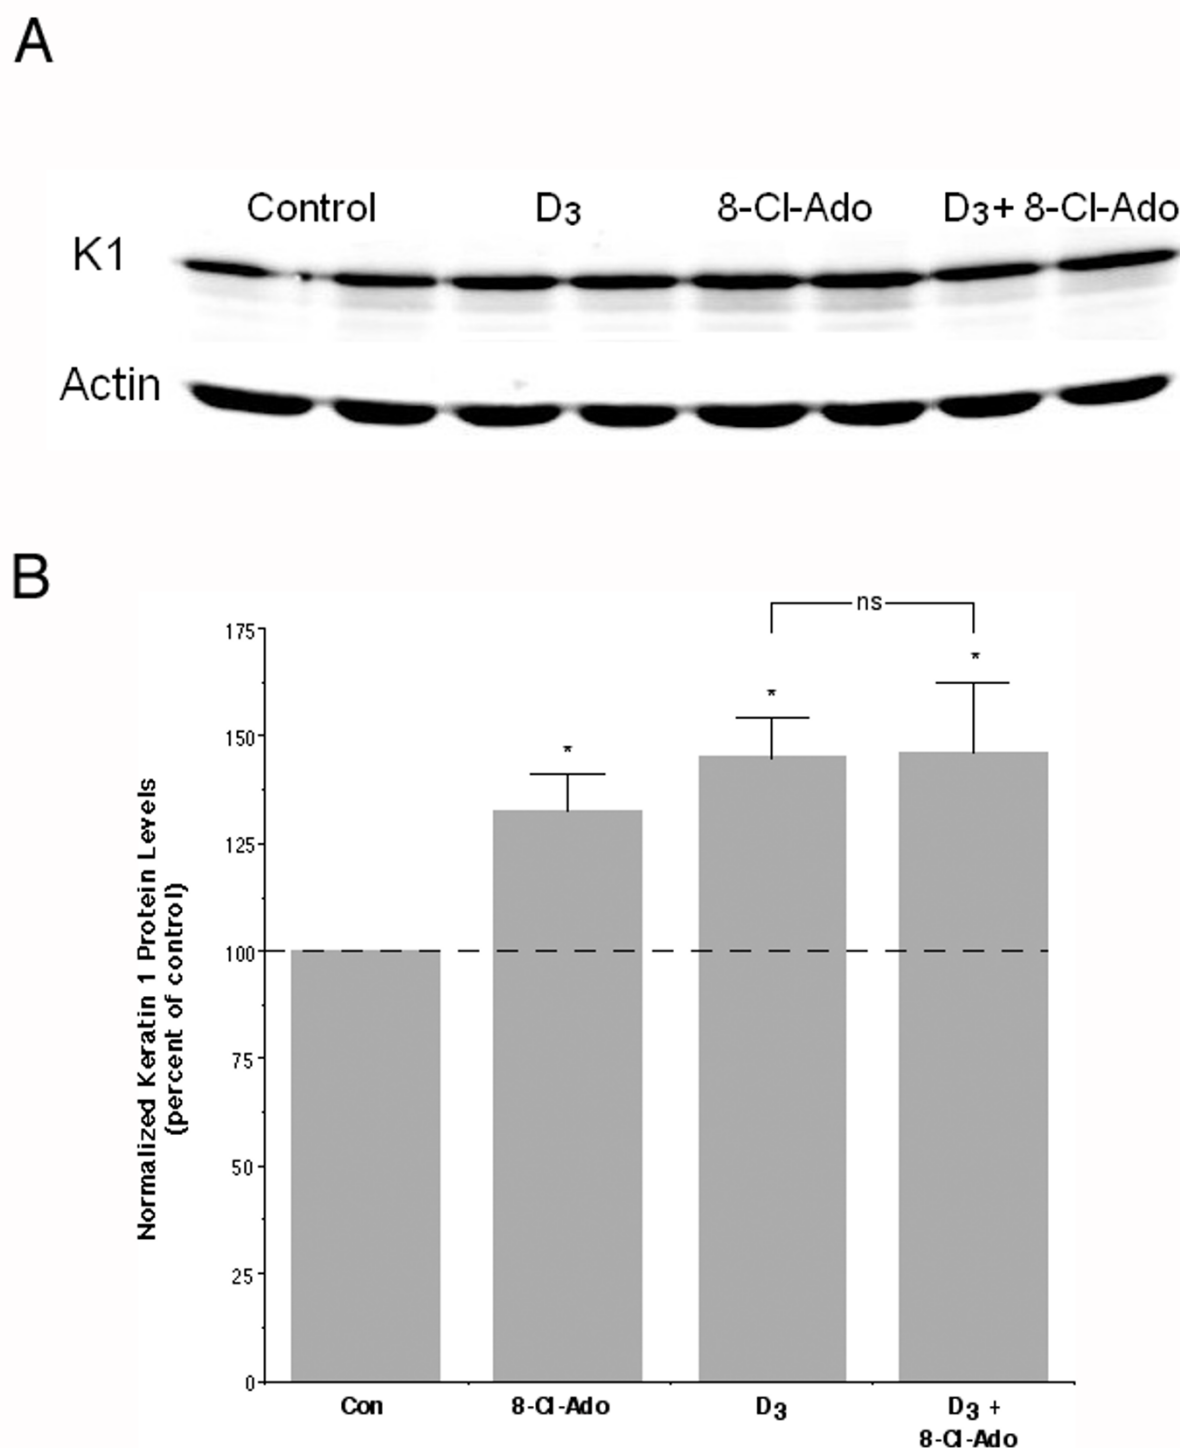 A
Control D3 8-Cl-Ado D3+ 8-Cl-Ado
K1
Actin
B
ns
175
*
*
150
*
125
100
75
50
25
0
Normalized Keratin 1 Protein Levels
(percent of control)
Con 8-Cl-Ado D3 D3 +
8-Cl-Ado